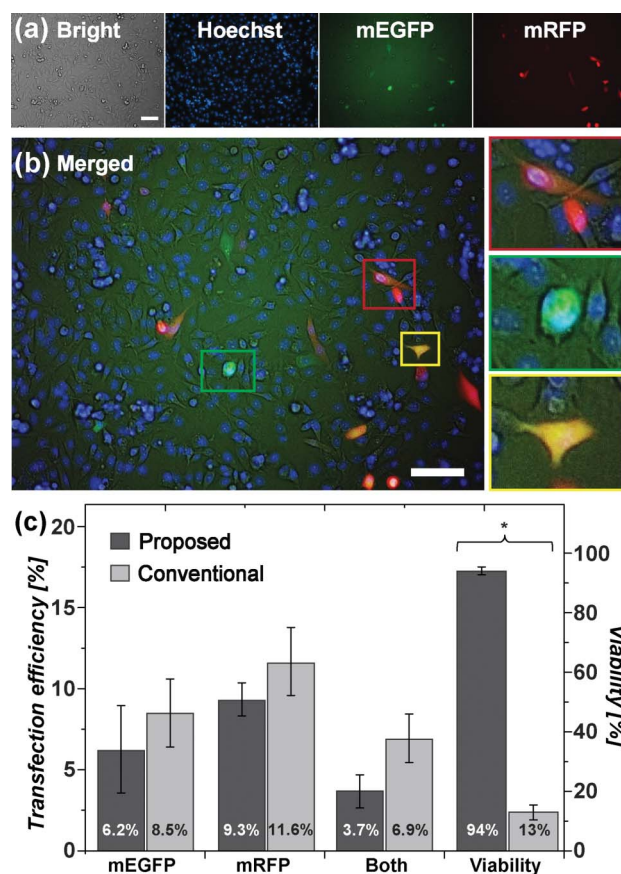 (a) Bright Hoechst mEGFP mRFP
(b) Merged
(c)
Transfection efficiency [%]
20
15
10
5
0
Proposed
Conventional
*
100
80
60
40
20
0
Viability [%]
6.2% 8.5% 9.3% 11.6% 3.7% 6.9% 94% 13%
mEGFP mRFP Both Viability